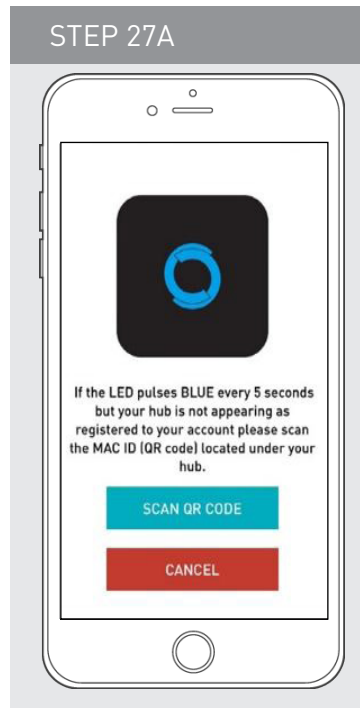 STEP 27A
If the LED pulses BLUE every 5 seconds
but your hub is not appearing as
registered to your account please scan
the MAC ID (QR code) located under your
hub.
SCAN QR CODE
CANCEL